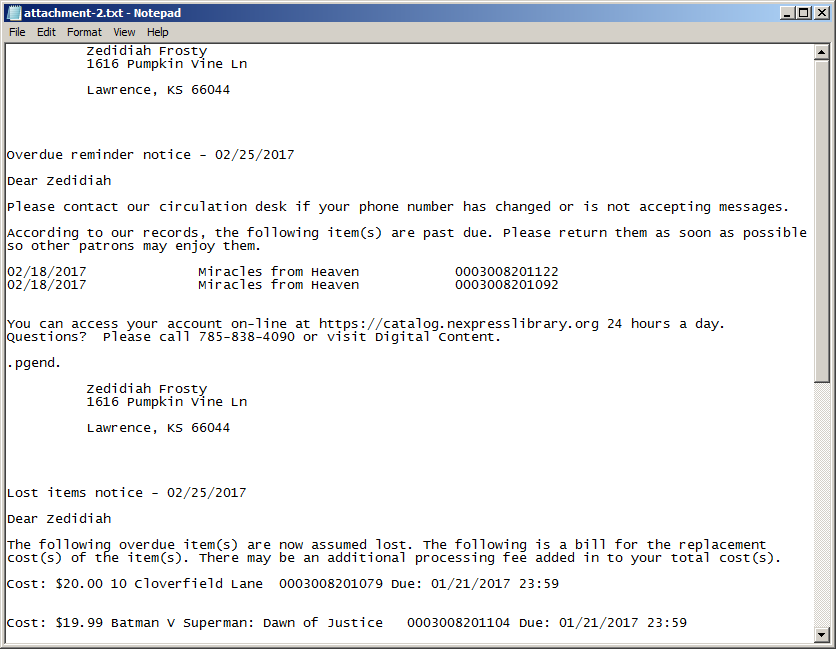 attachment-2.txt - Notepad
File Edit Format View Help
Zedidiah Frosty
1616 Pumpkin Vine Ln
Lawrence, KS 66044
Overdue reminder notice - 02/25/2017
Dear Zedidiah
Please contact our circulation desk if your phone number has changed or is not accepting messages.
According to our records, the following item(s) are past due. Please return them as soon as possible
so other patrons may enjoy them.
02/18/2017 Miracles from Heaven 0003008201122
02/18/2017 Miracles from Heaven 0003008201092
You can access your account on-line at https://catalog.nexpresslibrary.org 24 hours a day.
Questions? Please call 785-838-4090 or visit Digital Content.
.pgend.
Zedidiah Frosty
1616 Pumpkin Vine Ln
Lawrence, KS 66044
Lost items notice - 02/25/2017
Dear Zedidiah
The following overdue item(s) are now assumed lost. The following is a bill for the replacement
cost(s) of the item(s). There may be an additional processing fee added in to your total cost(s).
Cost: $20.00 10 Cloverfield Lane 0003008201079 Due: 01/21/2017 23:59
Cost: $19.99 Batman V Superman: Dawn of Justice 0003008201104 Due: 01/21/2017 23:59